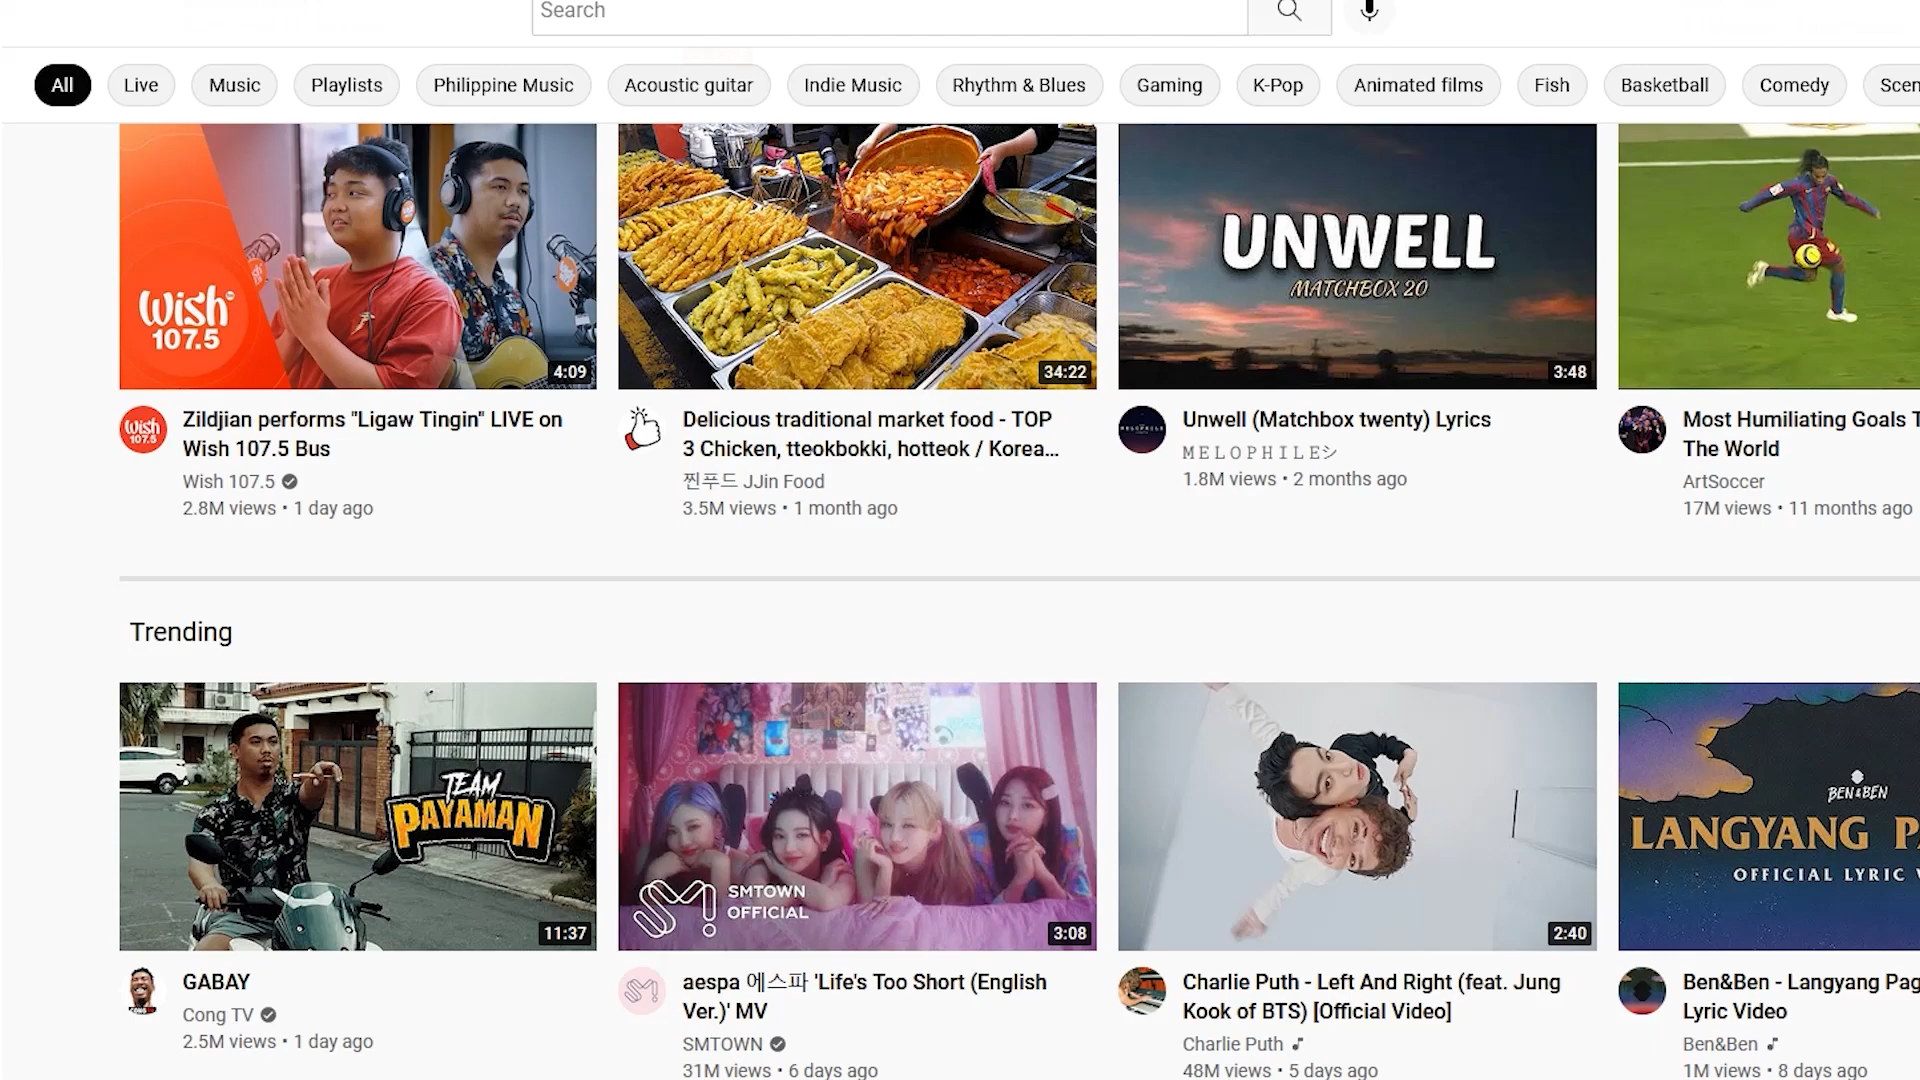 Search
All Live Music Playlists Philippine Music Acoustic guitar Indie Music Rhythm & Blues Gaming K-Pop Animated films Fish Basketball Comedy Scen
Wish
107.5
4:09
34:22
UNWELL
MATCHBOX 20
3:48
Wish
107.5
Zildjian performs "Ligaw Tingin" LIVE on
Wish 107.5 Bus
Wish 107.5
2.8M views • 1 day ago
Delicious traditional market food - TOP
3 Chicken, tteokbokki, hotteok / Korea...
찐푸드 JJin Food
3.5M views • 1 month ago
Unwell (Matchbox twenty) Lyrics
M E L O P H I L E シ
1.8M views • 2 months ago
Most Humiliating Goals T
The World
ArtSoccer
17M views • 11 months ago
Trending
TEAM
PAYAMAN
11:37
SMTOWN
OFFICIAL
3:08
2:40
BEN&BEN
LANGYANG P
OFFICIAL LYRIC
GABAY
Cong TV
2.5M views • 1 day ago
aespa 에스파 'Life's Too Short (English
Ver.)' MV
SMTOWN
31M views • 6 days ago
Charlie Puth - Left And Right (feat. Jung
Kook of BTS) [Official Video]
Charlie Puth
48M views • 5 days ago
Ben&Ben - Langyang Pag
Lyric Video
Ben&Ben
1M views • 8 days ago